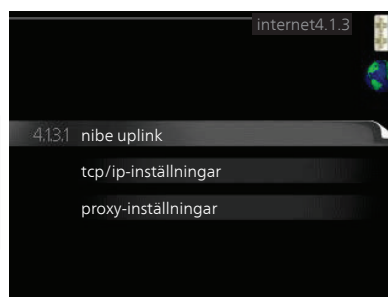 internet4.1.3
4.1.3.1 nibe uplink
tcp/ip-inställningar
proxy-inställningar